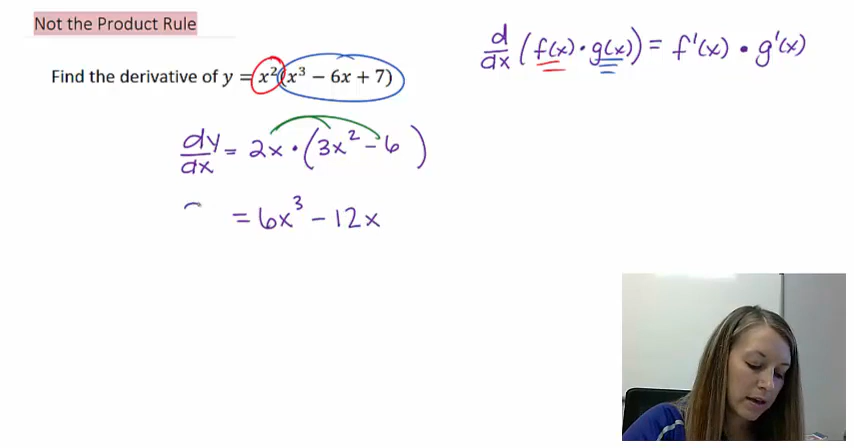 Not the Product Rule
d/dx (f(x)·g(x)) = f'(x) • g'(x)
Find the derivative of y = x²(x³ − 6x + 7)
dy/dx = 2x · (3x² − 6)
= 6x³ − 12x